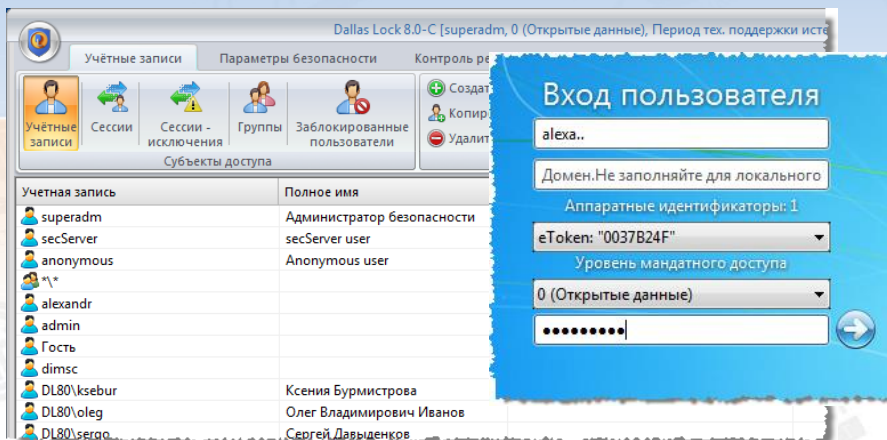 Dallas Lock 8.0-C [superadm, 0 (Открытые данные), Период тех. поддержки исте
Учётные записи
Параметры безопасности
Контроль ре
Учётные
записи
Сессии
Сессии -
исключения
Группы
Заблокированные
пользователи
Субъекты доступа
Создат
Копир
Удалит
Учетная запись
Полное имя
superadm
Администратор безопасности
secServer
secServer user
anonymous
Anonymous user
*\*
alexandr
admin
Гость
dimsc
DL80\ksebur
Ксения Бурмистрова
DL80\oleg
Олег Владимирович Иванов
DL80\sergo
Сергей Давыденков
Вход пользователя
alexa..
Домен.Не заполняйте для локального
Аппаратные идентификаторы: 1
eToken: "0037B24F"
Уровень мандатного доступа
0 (Открытые данные)